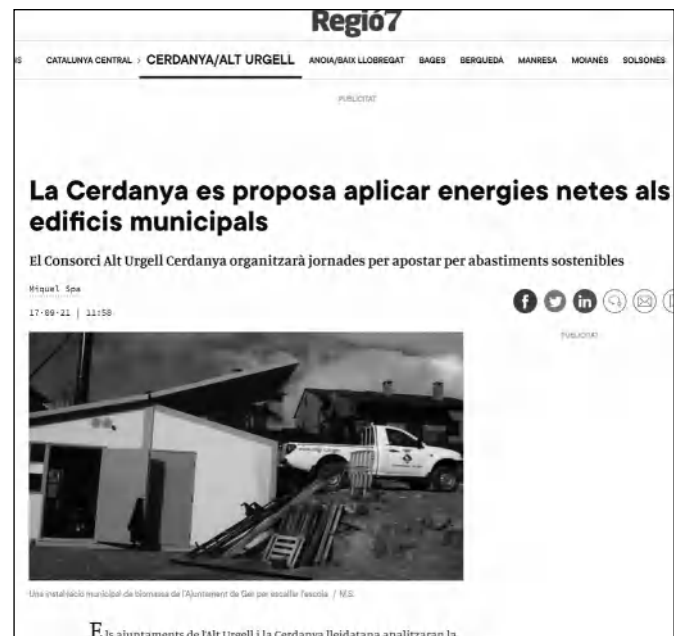 Regió7
CATALUNYA CENTRAL > CERDANYA/ALT URGELL ANOIA/BAIX LLOBREGAT BAGES BERGUEDÀ MANRESA MOIANÈS SOLSONÈS
PUBLICITAT
La Cerdanya es proposa aplicar energies netes als
edificis municipals
El Consorci Alt Urgell Cerdanya organitzarà jornades per apostar per abastiments sostenibles
Miquel Spa
17·09·21 | 11:58
PUBLICITAT
Una instal·lació municipal de biomassa de l'Ajuntament de Ger per escalfar l'escola / M.S.
Els ajuntaments de l'Alt Urgell i la Cerdanya lleidatana analitzaran la